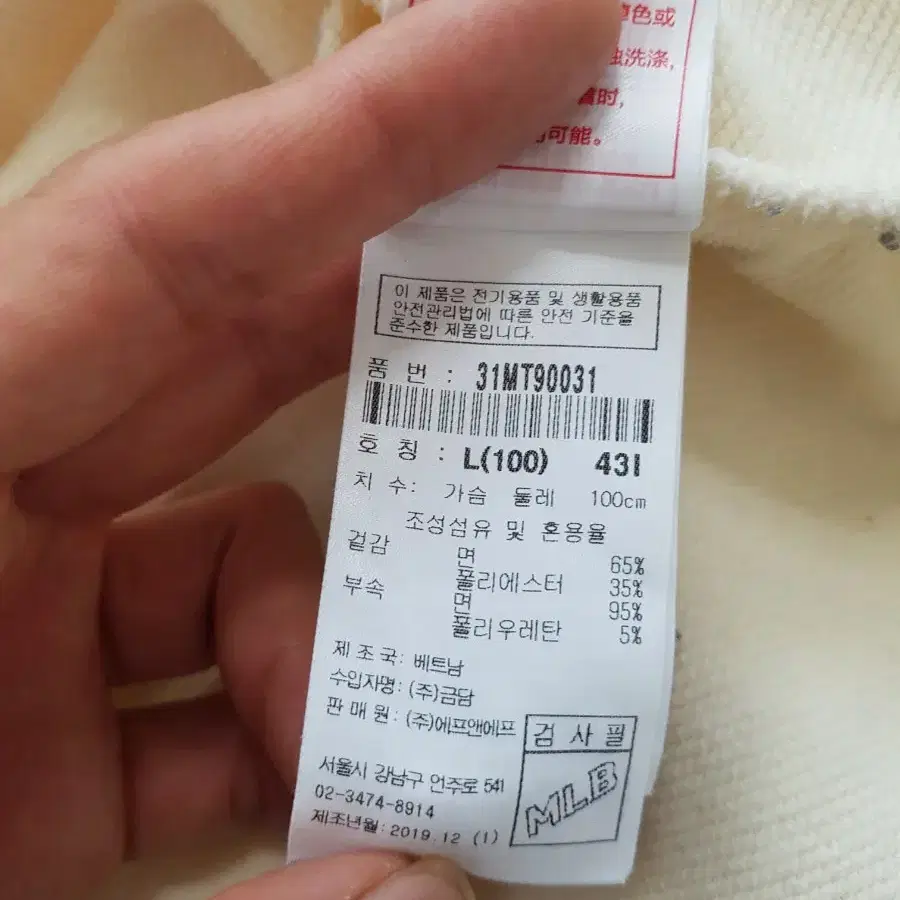 色或
虫洗涤,
时,
可能。
이 제품은 전기용품 및 생활용품
안전관리법에 따른 안전 기준을
준수한 제품입니다.
품 번 : 31MT90031
호 칭 : L(100) 43I
치 수: 가슴 둘레 100cm
조성섬유 및 혼용율
겉감 면 65%
폴리에스터 35%
부속 면 95%
폴리우레탄 5%
제 조 국: 베트남
수입자명: (주)금담
판 매 원: (주)에프앤에프
검 사 필
MLB
서울시 강남구 언주로 541
02-3474-8914
제조년월: 2019.12 (1)